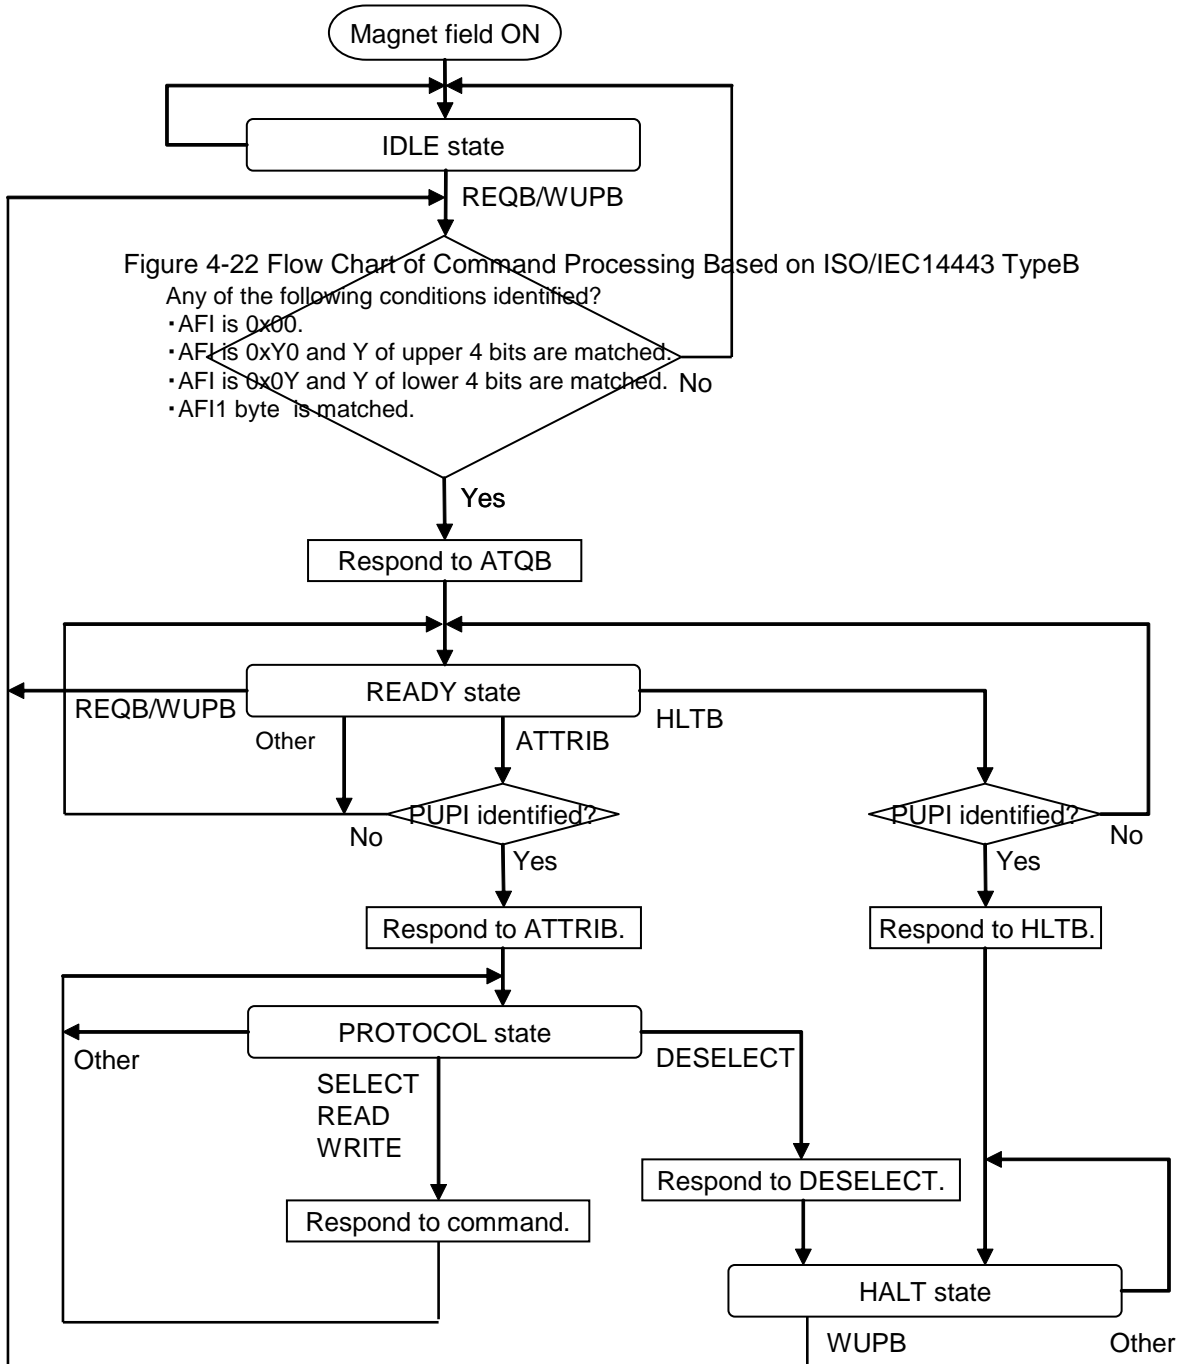 Magnet field ON
IDLE state
REQB/WUPB
Figure 4-22 Flow Chart of Command Processing Based on ISO/IEC14443 TypeB
Any of the following conditions identified?
・AFI is 0x00.
・AFI is 0xY0 and Y of upper 4 bits are matched.
・AFI is 0x0Y and Y of lower 4 bits are matched.
No
・AFI1 byte  is matched.
Yes
Respond to ATQB
READY state
REQB/WUPB
HLTB
Other
ATTRIB
PUPI identified?
PUPI identified?
No
No
Yes
Yes
Respond to ATTRIB.
Respond to HLTB.
PROTOCOL state
Other
DESELECT
SELECT
READ
WRITE
Respond to DESELECT.
Respond to command.
HALT state
WUPB
Other